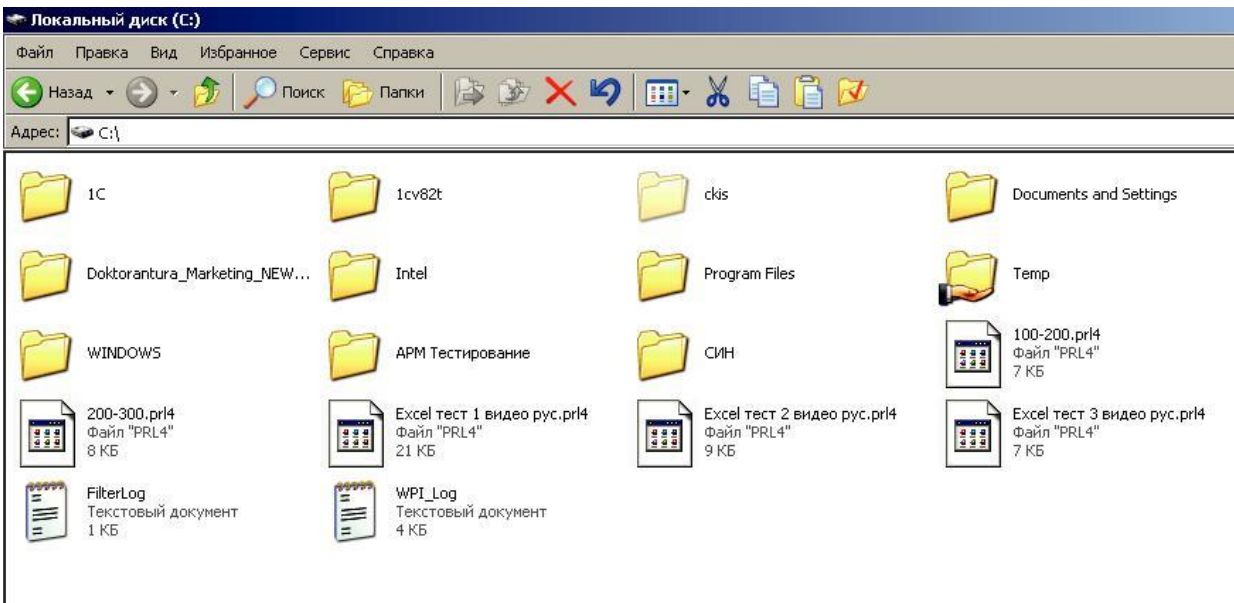 Локальный диск (C:)
Файл Правка Вид Избранное Сервис Справка
Назад Поиск Папки
Адрес: C:\
1C 1cv82t ckis Documents and Settings
Doktorantura_Marketing_NEW... Intel Program Files Temp
WINDOWS АРМ Тестирование СИН 100-200.prl4
Файл "PRL4"
7 КБ
200-300.prl4
Файл "PRL4"
8 КБ
Excel тест 1 видео рус.prl4
Файл "PRL4"
21 КБ
Excel тест 2 видео рус.prl4
Файл "PRL4"
9 КБ
Excel тест 3 видео рус.prl4
Файл "PRL4"
7 КБ
FilterLog
Текстовый документ
1 КБ
WPI_Log
Текстовый документ
4 КБ